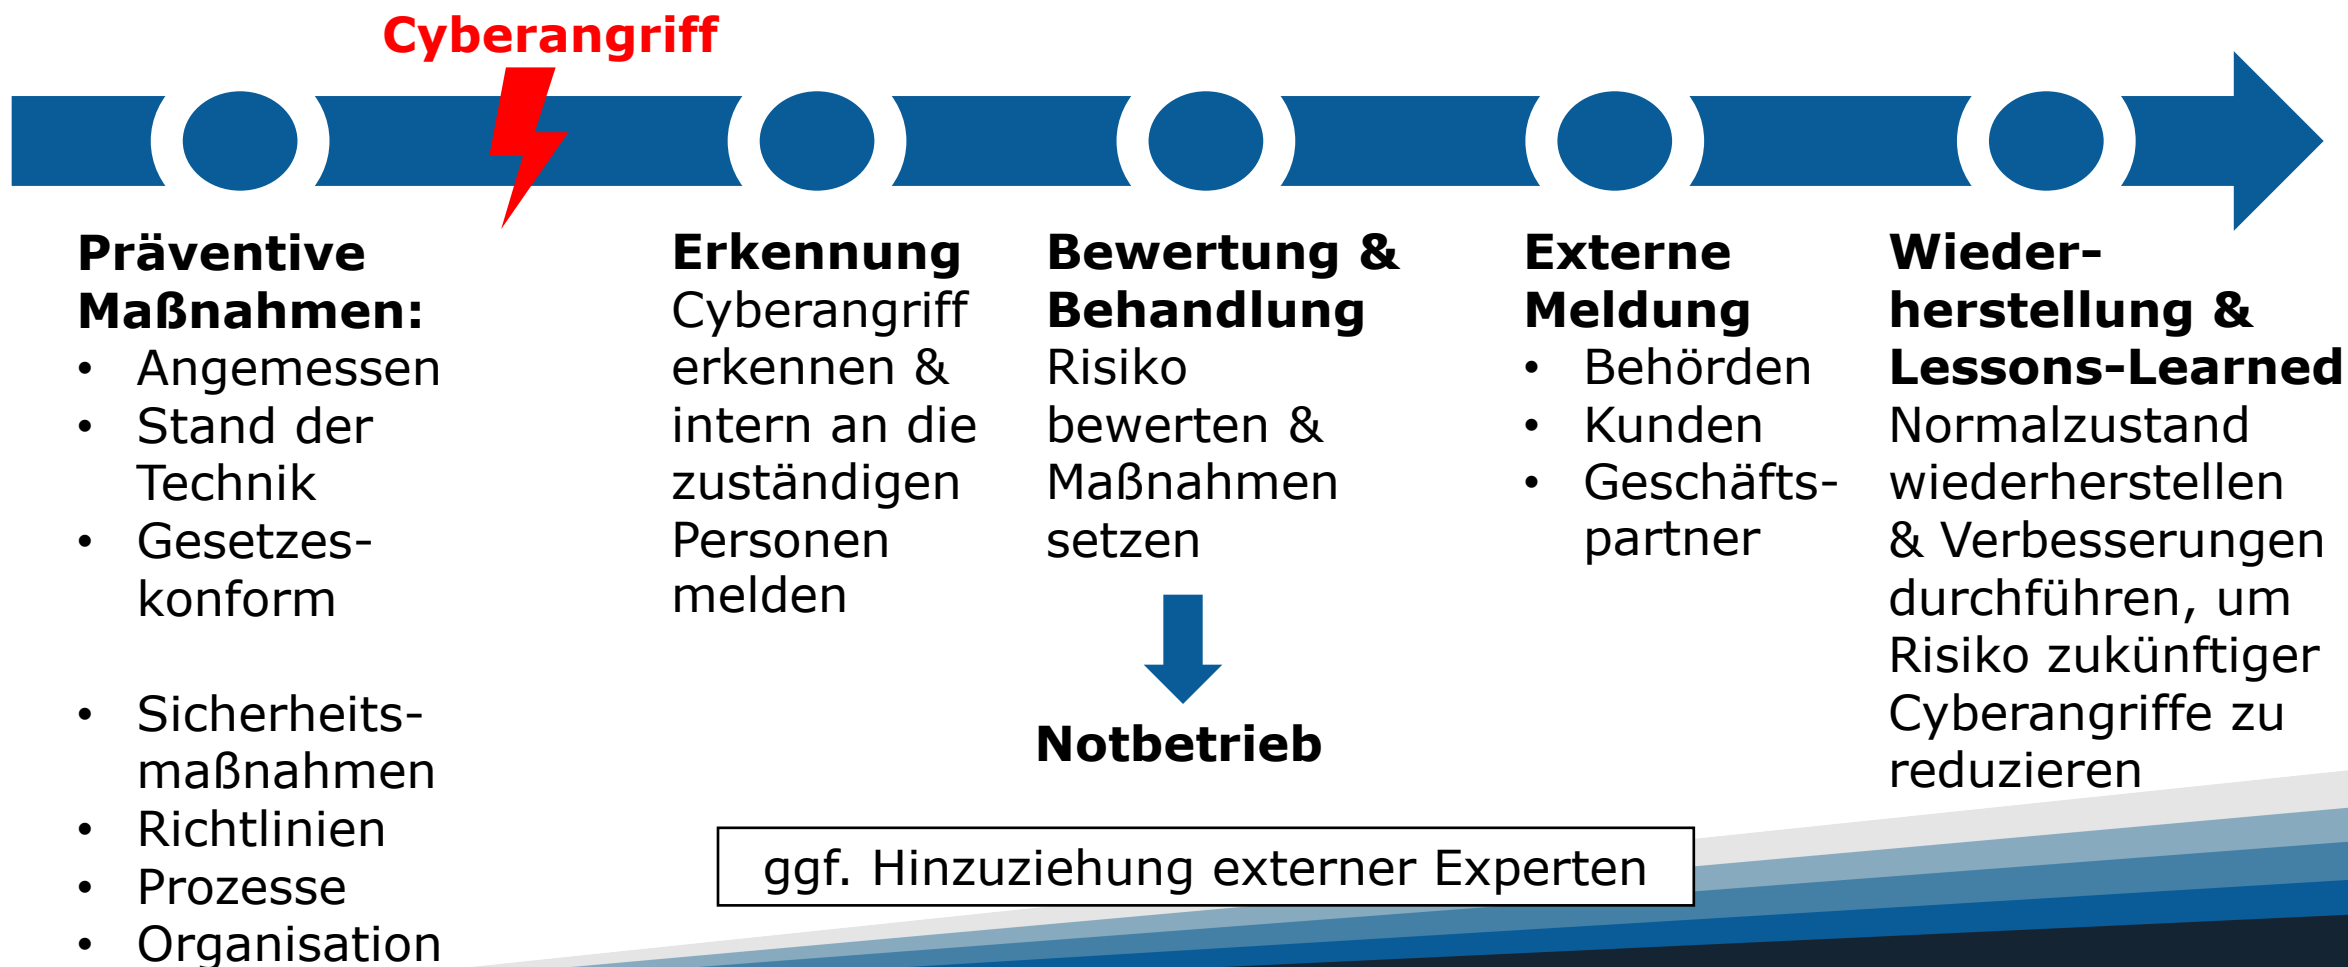 Cyberangriff
Präventive
Maßnahmen:
• Angemessen
• Stand der
Technik
• Gesetzes-
konform
• Sicherheits-
maßnahmen
• Richtlinien
• Prozesse
• Organisation
Erkennung
Cyberangriff
erkennen &
intern an die
zuständigen
Personen
melden
Bewertung &
Behandlung
Risiko
bewerten &
Maßnahmen
setzen
Notbetrieb
Externe
Meldung
• Behörden
• Kunden
• Geschäfts-
partner
Wieder-
herstellung &
Lessons-Learned
Normalzustand
wiederherstellen
& Verbesserungen
durchführen, um
Risiko zukünftiger
Cyberangriffe zu
reduzieren
ggf. Hinzuziehung externer Experten